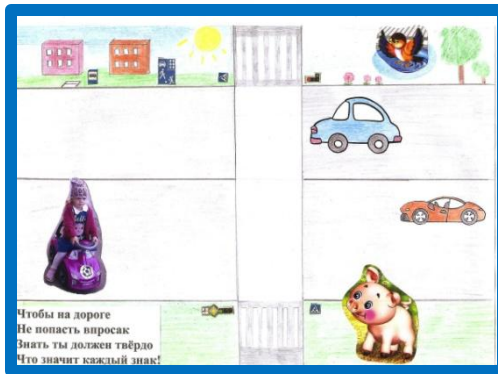 Чтобы на дороге
Не попасть впросак
Знать ты должен твёрдо
Что значит каждый знак!